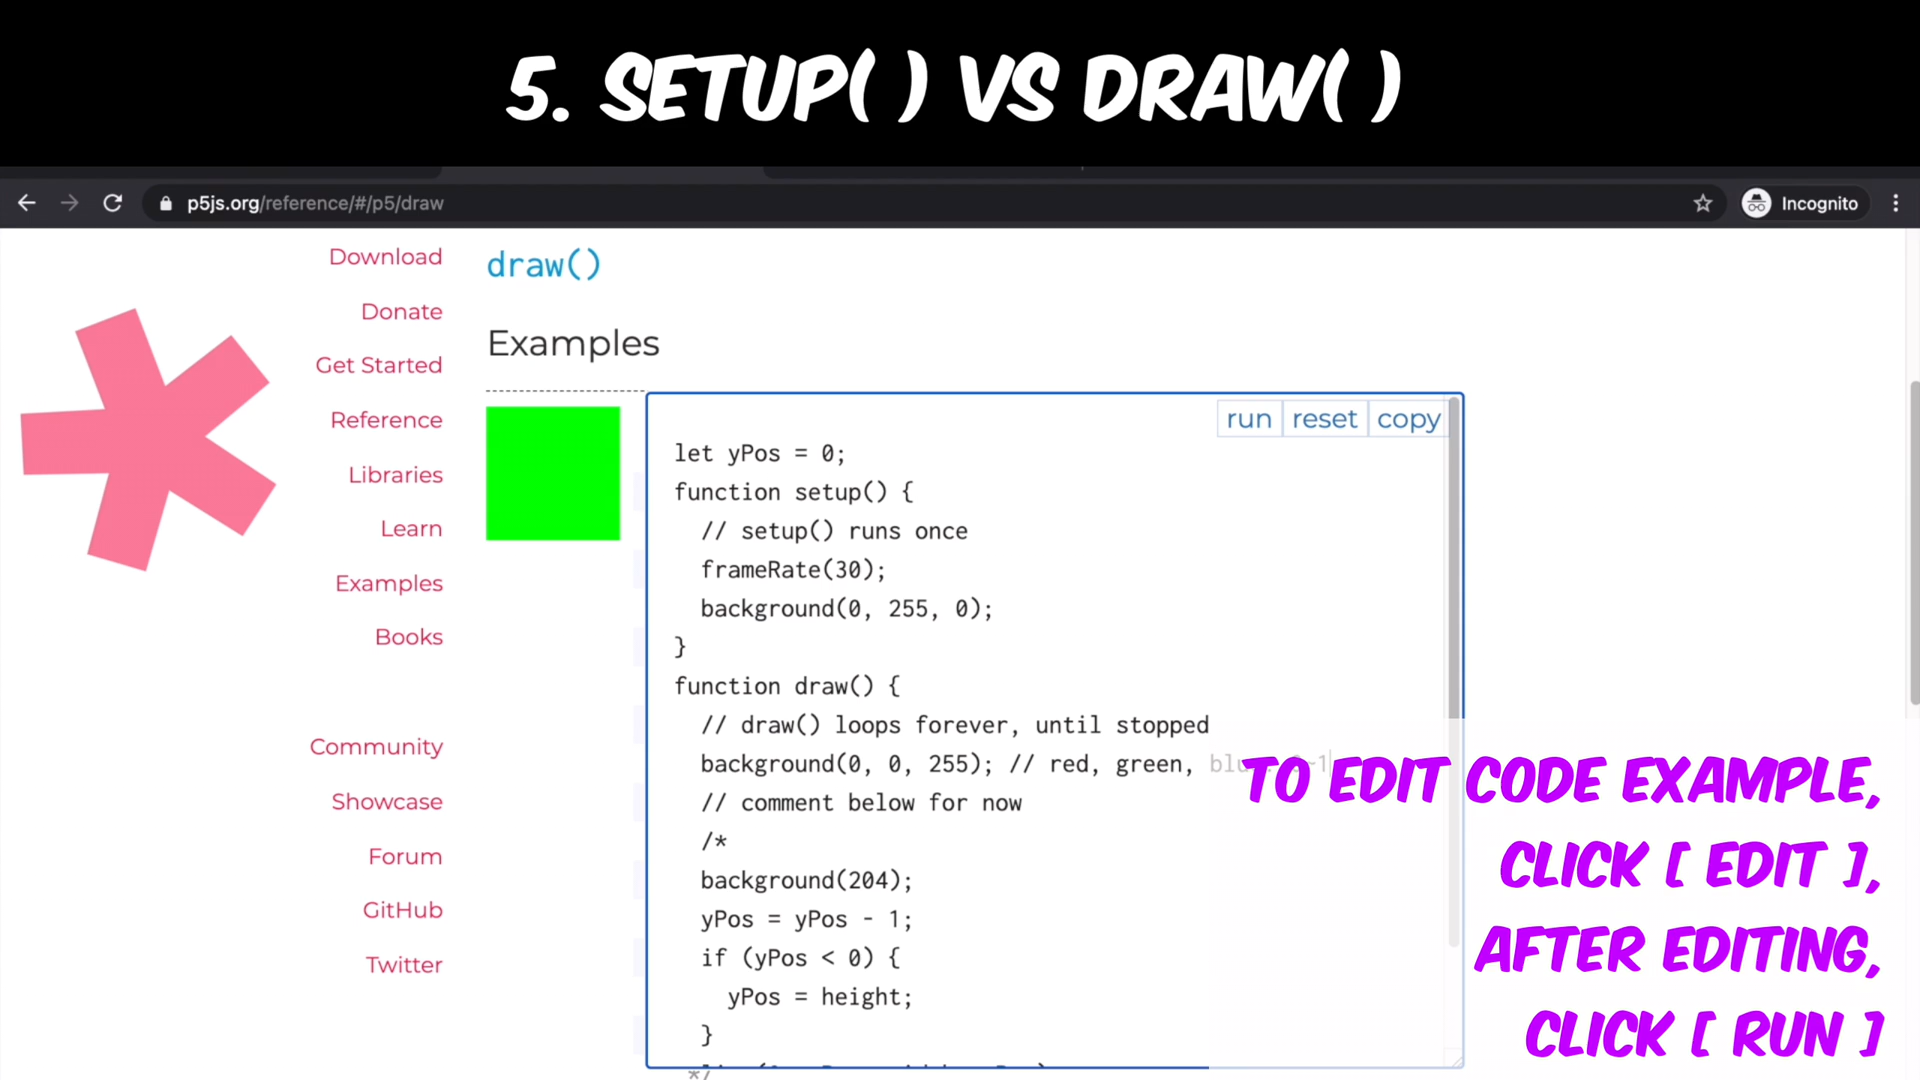 5. SETUP( ) VS DRAW( )
p5js.org/reference/#/p5/draw
Incognito
Download
Donate
Get Started
Reference
Libraries
Learn
Examples
Books
Community
Showcase
Forum
GitHub
Twitter
draw()
Examples
run reset copy
let yPos = 0;
function setup() {
// setup() runs once
frameRate(30);
background(0, 255, 0);
}
function draw() {
// draw() loops forever, until stopped
background(0, 0, 255); // red, green,
// comment below for now
/*
background(204);
yPos = yPos - 1;
if (yPos < 0) {
yPos = height;
}
*/
TO EDIT CODE EXAMPLE,
CLICK [ EDIT ],
AFTER EDITING,
CLICK [ RUN ]